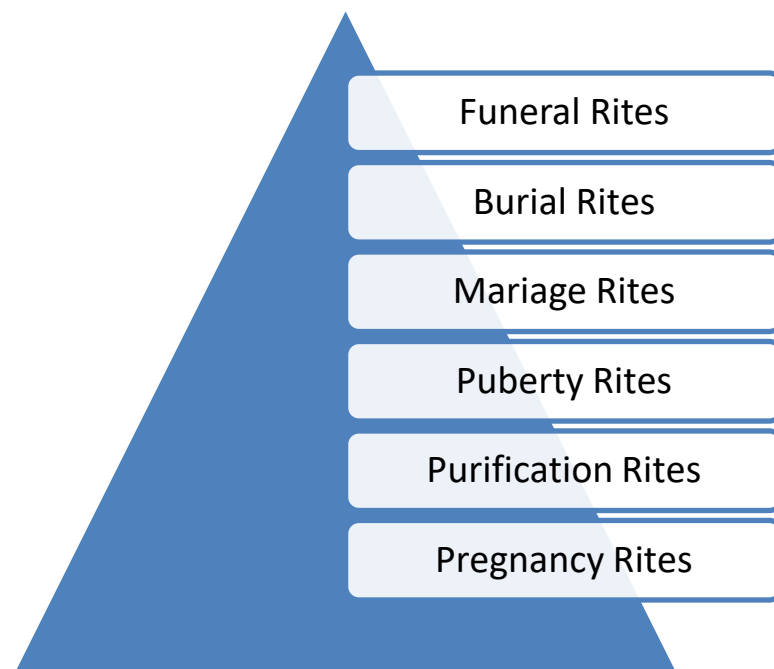 Funeral Rites
Burial Rites
Mariage Rites
Puberty Rites
Purification Rites
Pregnancy Rites